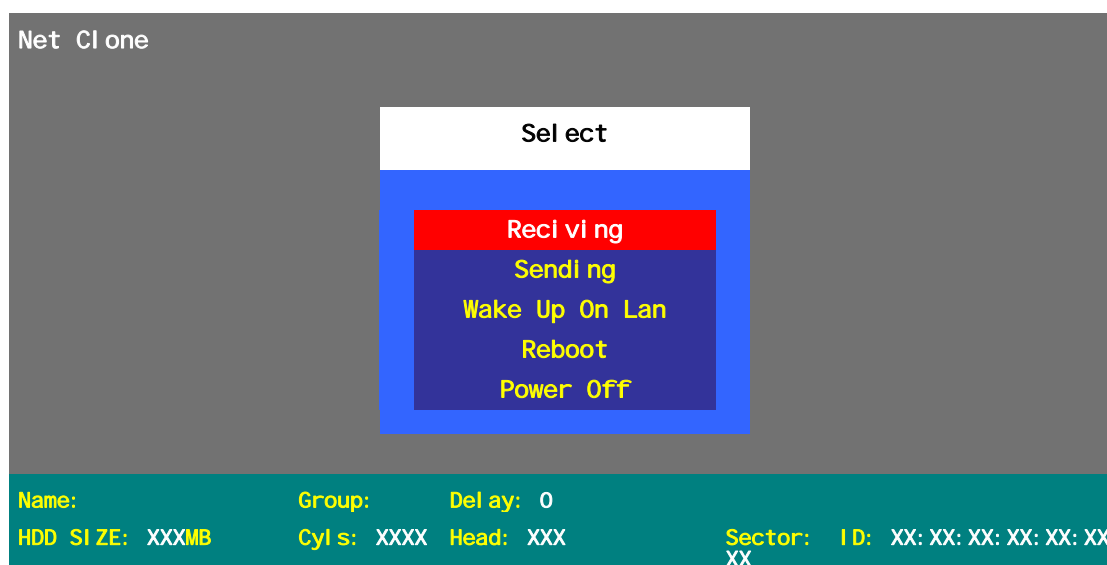 Net Clone
Select
Reciving
Sending
Wake Up On Lan
Reboot
Power Off
Name: Group: Delay: 0
HDD SIZE: XXXMB Cyls: XXXX Head: XXX Sector: ID: XX:XX:XX:XX:XX:XX
XX